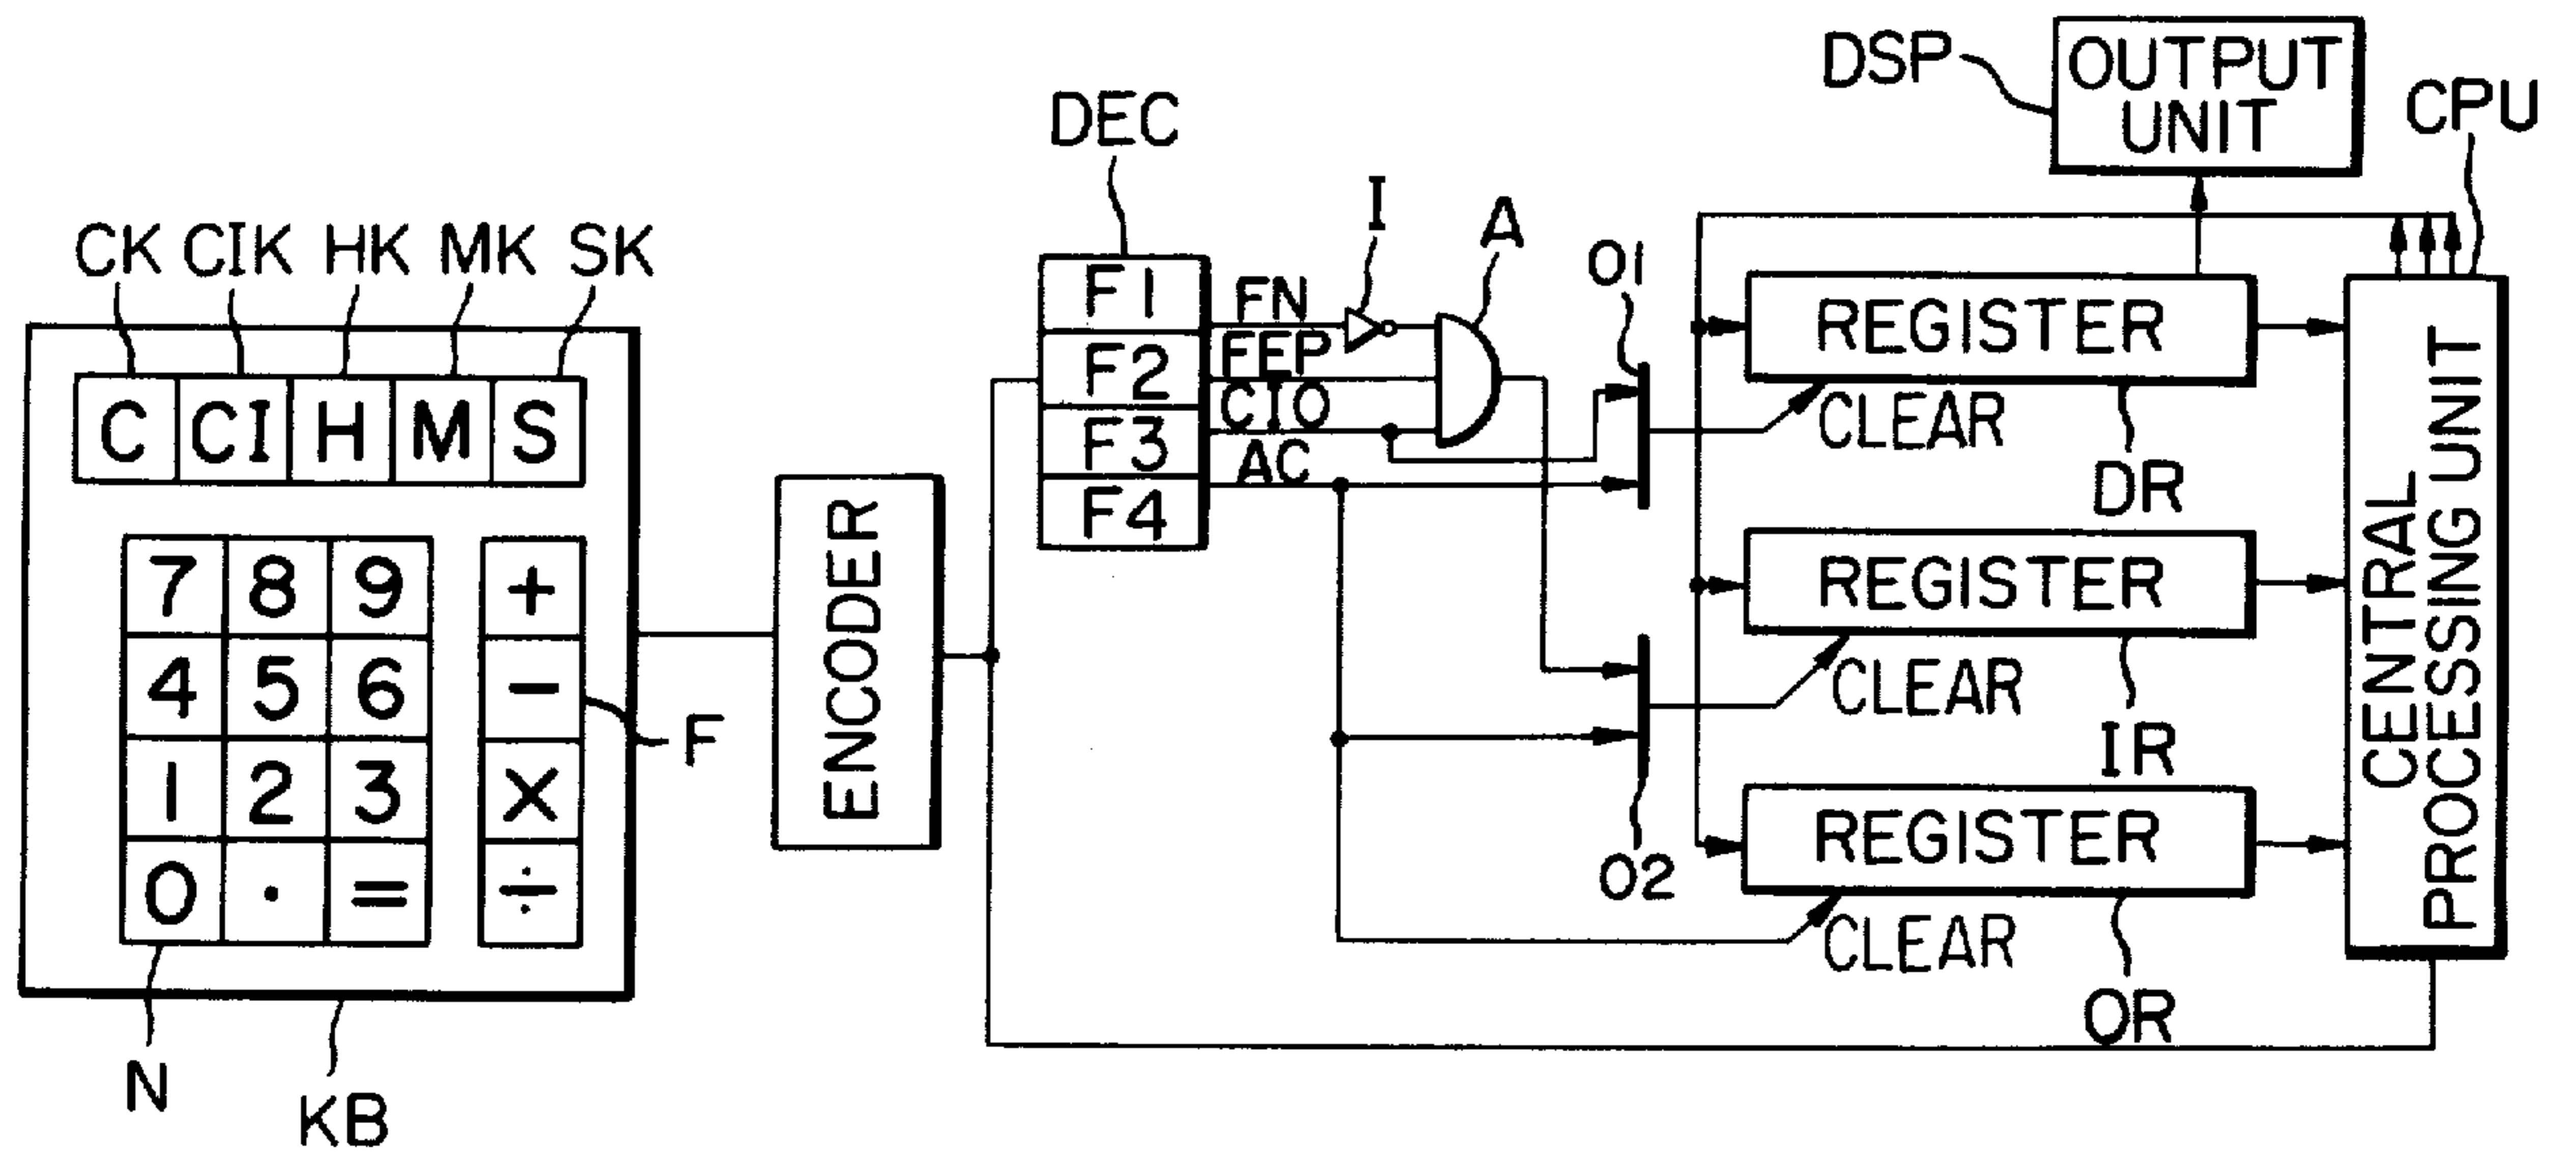 DSP
OUTPUT
UNIT
CPU
DEC
I
A
O1
CK CIK HK MK SK
C CI H M S
F1
F2
F3
F4
FN
FEP
CIO
AC
REGISTER
CLEAR
DR
7 8 9 +
4 5 6 −
1 2 3 ×
0 · = ÷
F
N
KB
ENCODER
REGISTER
CLEAR
IR
O2
REGISTER
CLEAR
OR
CENTRAL
PROCESSING UNIT